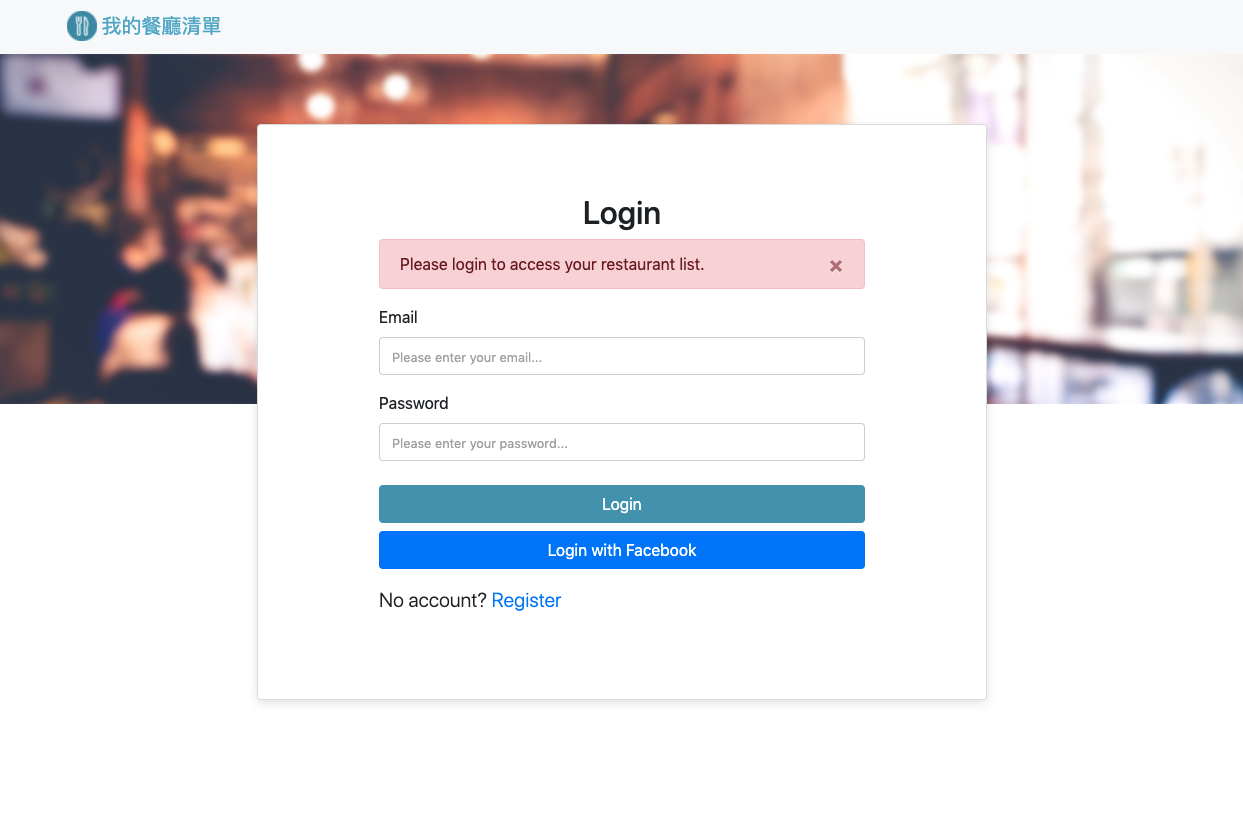 我的餐廳清單
Login
Please login to access your restaurant list. ×
Email
Please enter your email...
Password
Please enter your password...
Login
Login with Facebook
No account? Register